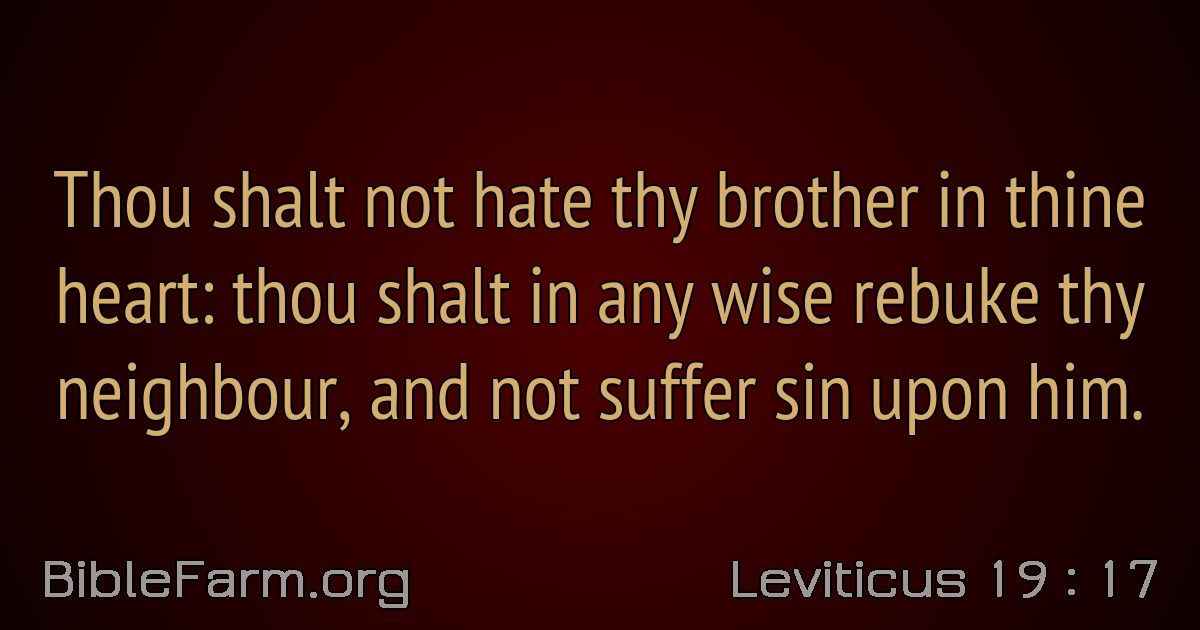 Thou shalt not hate thy brother in thine
heart: thou shalt in any wise rebuke thy
neighbour, and not suffer sin upon him.
BibleFarm.org
Leviticus 19 : 17